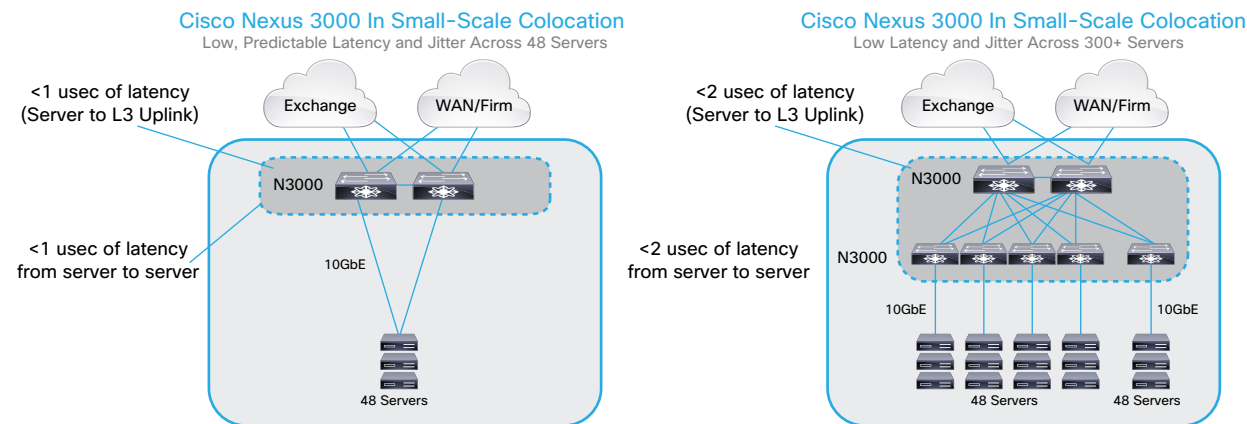 Cisco Nexus 3000 In Small-Scale Colocation
Low, Predictable Latency and Jitter Across 48 Servers
<1 usec of latency
(Server to L3 Uplink)
Exchange
WAN/Firm
N3000
<1 usec of latency
from server to server
10GbE
48 Servers
Cisco Nexus 3000 In Small-Scale Colocation
Low Latency and Jitter Across 300+ Servers
<2 usec of latency
(Server to L3 Uplink)
Exchange
WAN/Firm
N3000
<2 usec of latency
from server to server
N3000
10GbE
10GbE
48 Servers
48 Servers